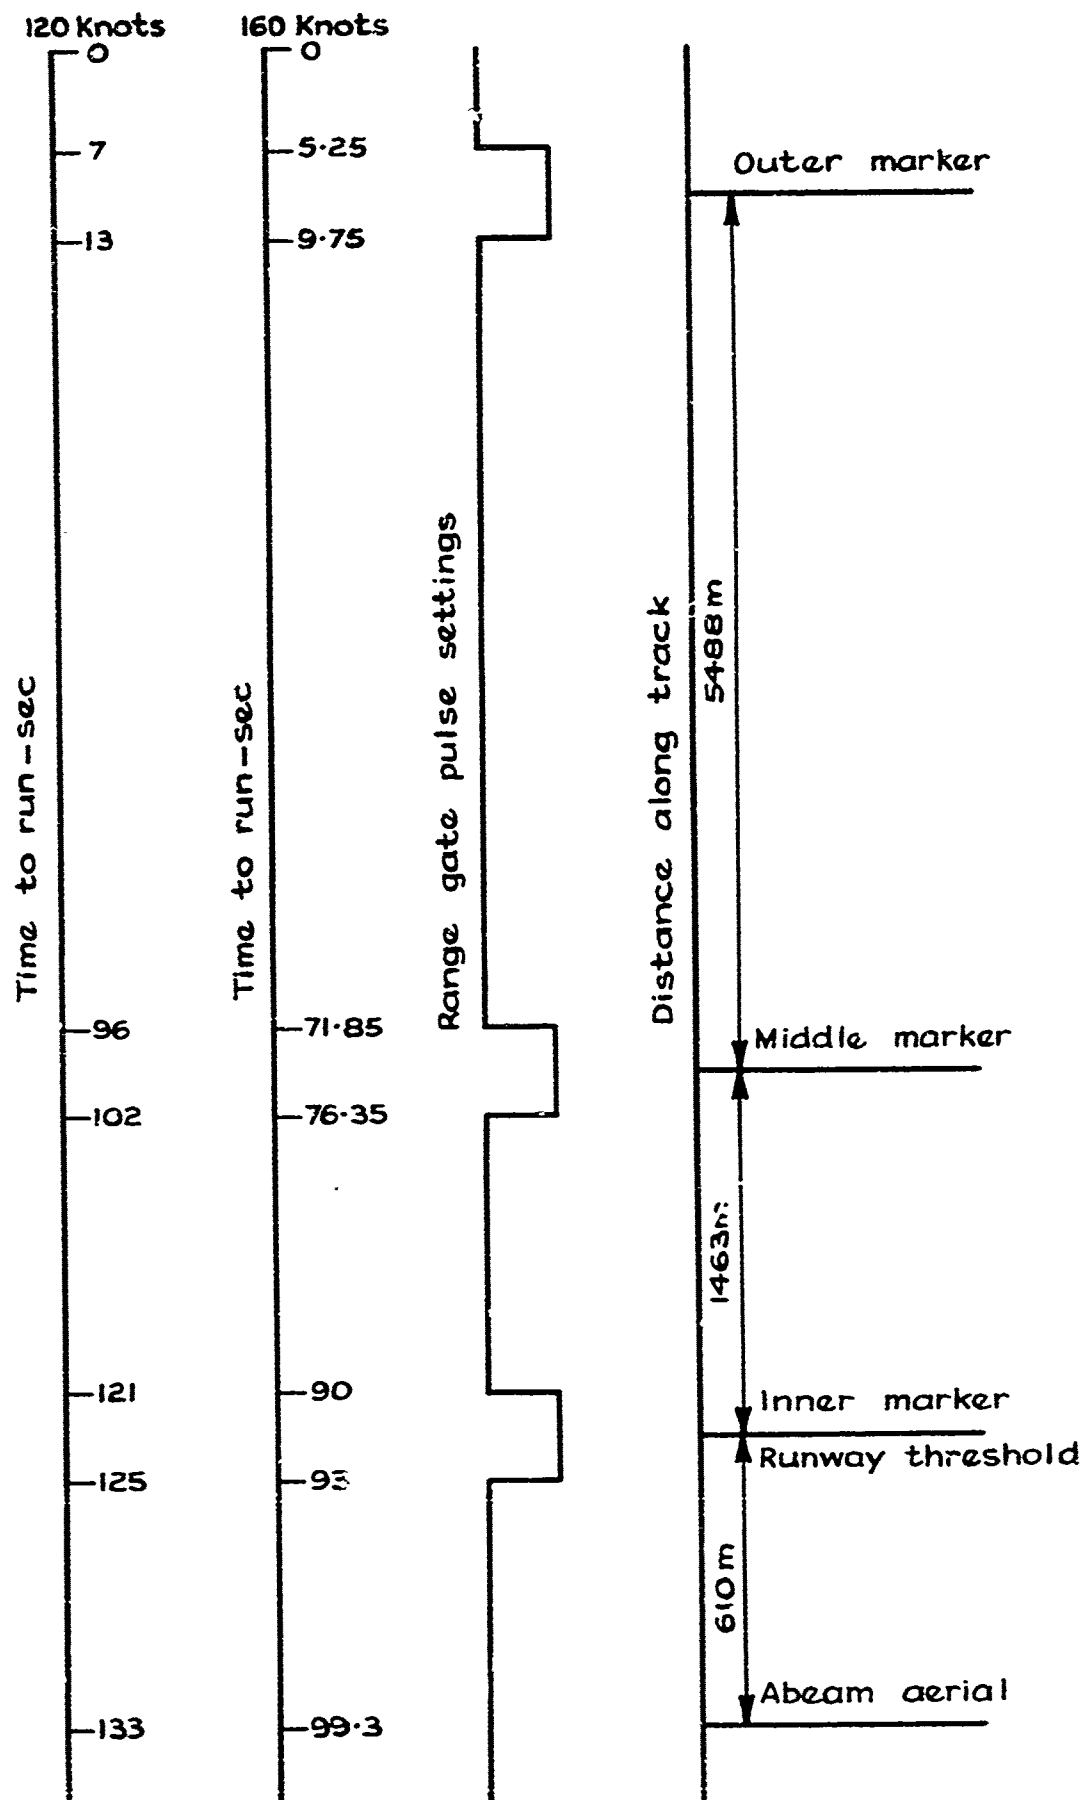 120 Knots
0
7
13
96
102
121
125
133
Time to run-sec
160 Knots
0
5·25
9·75
71·85
76·35
90
93
99·3
Time to run-sec
Range gate pulse settings
Distance along track
Outer marker
5488m
Middle marker
1463m
Inner marker
Runway threshold
610m
Abeam aerial